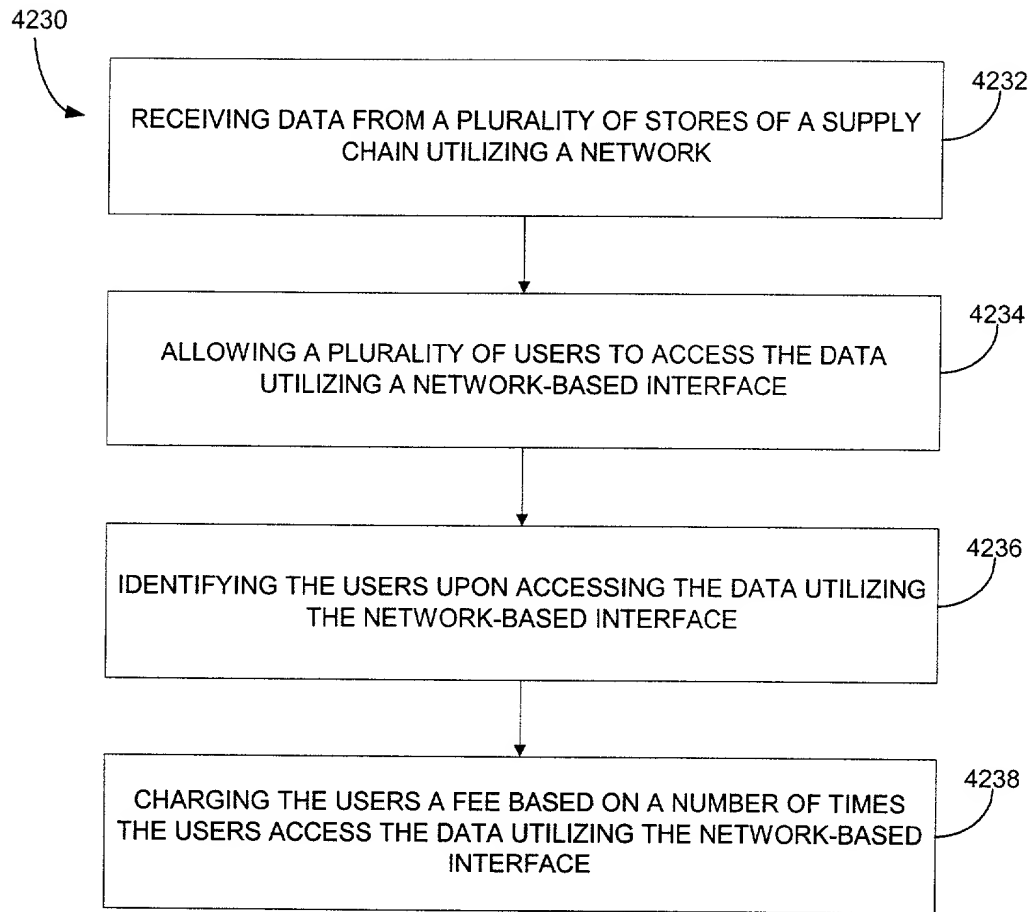 4230
4232
RECEIVING DATA FROM A PLURALITY OF STORES OF A SUPPLY
CHAIN UTILIZING A NETWORK
4234
ALLOWING A PLURALITY OF USERS TO ACCESS THE DATA
UTILIZING A NETWORK-BASED INTERFACE
4236
IDENTIFYING THE USERS UPON ACCESSING THE DATA UTILIZING
THE NETWORK-BASED INTERFACE
4238
CHARGING THE USERS A FEE BASED ON A NUMBER OF TIMES
THE USERS ACCESS THE DATA UTILIZING THE NETWORK-BASED
INTERFACE